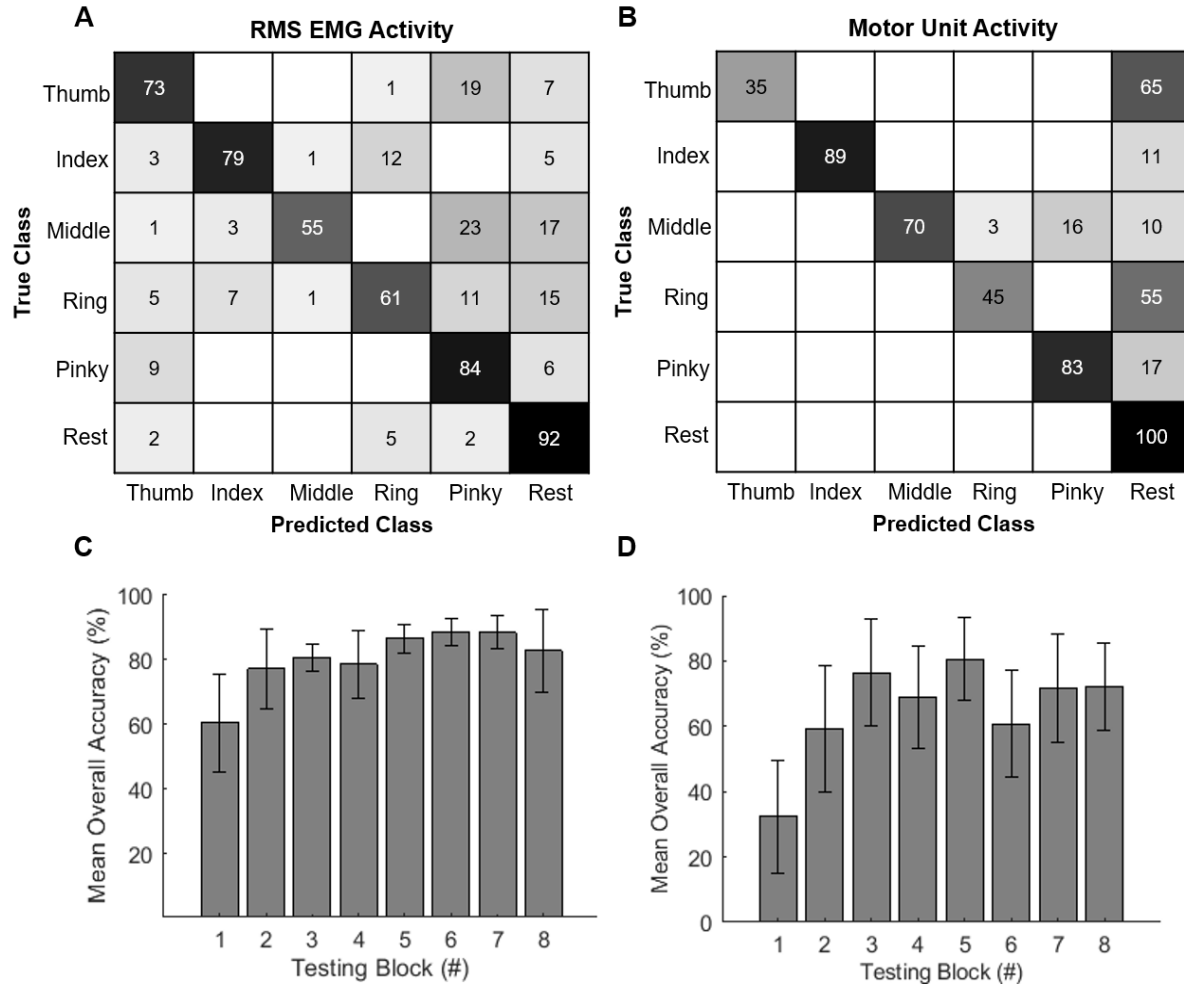 A
RMS EMG Activity
Thumb 73 1 19 7
Index 3 79 1 12 5
Middle 1 3 55 23 17
Ring 5 7 1 61 11 15
Pinky 9 84 6
Rest 2 5 2 92
Thumb Index Middle Ring Pinky Rest
Predicted Class
True Class
B
Motor Unit Activity
Thumb 35 65
Index 89 11
Middle 70 3 16 10
Ring 45 55
Pinky 83 17
Rest 100
Thumb Index Middle Ring Pinky Rest
Predicted Class
True Class
C
Mean Overall Accuracy (%)
100
80
60
40
20
1 2 3 4 5 6 7 8
Testing Block (#)
D
Mean Overall Accuracy (%)
100
80
60
40
20
0
1 2 3 4 5 6 7 8
Testing Block (#)